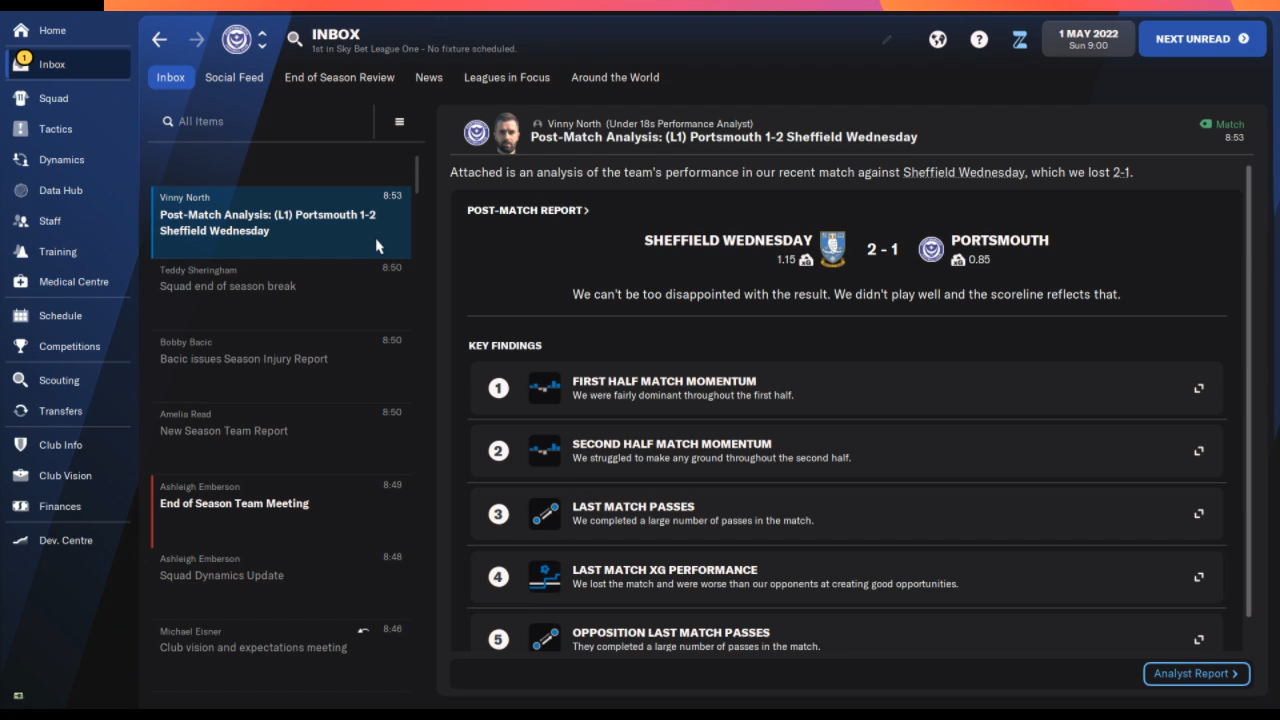 Home
1
Inbox
Squad
Tactics
Dynamics
Data Hub
Staff
Training
Medical Centre
Schedule
Competitions
Scouting
Transfers
Club Info
Club Vision
Finances
Dev. Centre
INBOX
1st in Sky Bet League One - No fixture scheduled.
1 MAY 2022
Sun 9:00
NEXT UNREAD
Inbox
Social Feed
End of Season Review
News
Leagues in Focus
Around the World
All Items
Vinny North 8:53
Post-Match Analysis: (L1) Portsmouth 1-2
Sheffield Wednesday
Teddy Sheringham 8:50
Squad end of season break
Bobby Bacic 8:50
Bacic issues Season Injury Report
Amelia Read 8:50
New Season Team Report
Ashleigh Emberson 8:49
End of Season Team Meeting
Ashleigh Emberson 8:48
Squad Dynamics Update
Michael Eisner 8:46
Club vision and expectations meeting
Vinny North (Under 18s Performance Analyst)
Post-Match Analysis: (L1) Portsmouth 1-2 Sheffield Wednesday
Match
8:53
Attached is an analysis of the team's performance in our recent match against Sheffield Wednesday, which we lost 2-1.
POST-MATCH REPORT>
SHEFFIELD WEDNESDAY 2 - 1 PORTSMOUTH
1.15 xG xG 0.85
We can't be too disappointed with the result. We didn't play well and the scoreline reflects that.
KEY FINDINGS
1 FIRST HALF MATCH MOMENTUM
We were fairly dominant throughout the first half.
2 SECOND HALF MATCH MOMENTUM
We struggled to make any ground throughout the second half.
3 LAST MATCH PASSES
We completed a large number of passes in the match.
4 LAST MATCH XG PERFORMANCE
We lost the match and were worse than our opponents at creating good opportunities.
5 OPPOSITION LAST MATCH PASSES
They completed a large number of passes in the match.
Analyst Report >